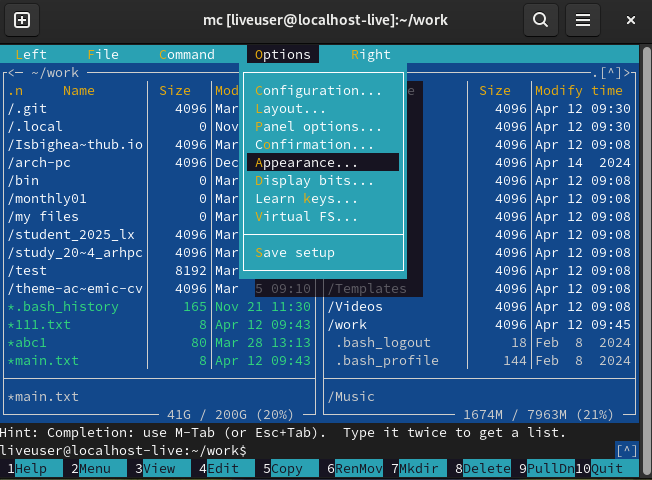 mc [liveuser@localhost-live]:~/work
Left File Command Options Right
<─ ~/work .[^]>
.n Name Size Mod e Size Modify time
/.git 4096 Mar 4096 Apr 12 09:30
/.local 0 Nov 0 Apr 12 09:30
/Isbighea~thub.io 4096 Mar 4096 Apr 12 09:08
/arch-pc 4096 Dec 4096 Apr 14 2024
/bin 0 Mar 4096 Apr 12 09:08
/monthly01 0 Mar 4096 Apr 12 09:08
/my files 0 Mar 4096 Apr 12 09:08
/student_2025_lx 4096 Mar 4096 Apr 12 09:08
/study_20~4_arhpc 4096 Mar 4096 Apr 12 09:08
/test 8192 Mar 4096 Apr 12 09:08
/theme-ac~emic-cv 4096 Mar 5 09:10 /Templates 4096 Apr 12 09:08
*.bash_history 165 Nov 21 11:30 /Videos 4096 Apr 12 09:08
*111.txt 8 Apr 12 09:43 /work 4096 Apr 12 09:45
*abc1 80 Mar 28 13:13 .bash_logout 18 Feb 8 2024
*main.txt 8 Apr 12 09:43 .bash_profile 144 Feb 8 2024
Configuration...
Layout...
Panel options...
Confirmation...
Appearance...
Display bits...
Learn keys...
Virtual FS...
Save setup
*main.txt /Music
41G / 200G (20%) 1674M / 7963M (21%)
Hint: Completion: use M-Tab (or Esc+Tab). Type it twice to get a list.
liveuser@localhost-live:~/work$ [^]
1Help 2Menu 3View 4Edit 5Copy 6RenMov 7Mkdir 8Delete 9PullDn 10Quit